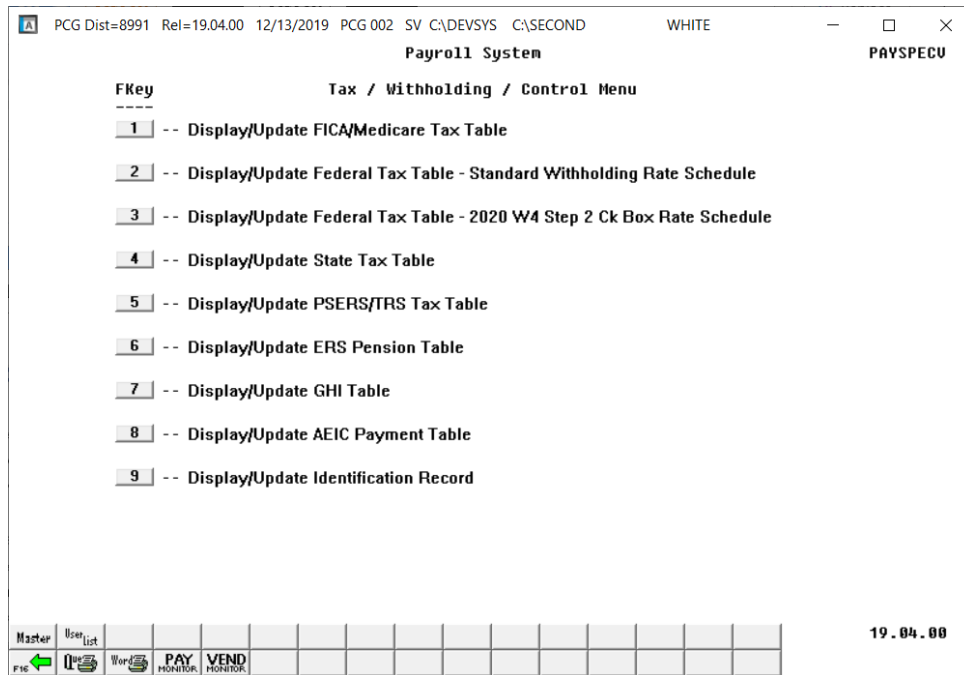 A PCG Dist=8991 Rel=19.04.00 12/13/2019 PCG 002 SV C:\DEVSYS C:\SECOND WHITE
Payroll System PAYSPECV
FKey Tax / Withholding / Control Menu
----
1 -- Display/Update FICA/Medicare Tax Table
2 -- Display/Update Federal Tax Table - Standard Withholding Rate Schedule
3 -- Display/Update Federal Tax Table - 2020 W4 Step 2 Ck Box Rate Schedule
4 -- Display/Update State Tax Table
5 -- Display/Update PSERS/TRS Tax Table
6 -- Display/Update ERS Pension Table
7 -- Display/Update GHI Table
8 -- Display/Update AEIC Payment Table
9 -- Display/Update Identification Record
Master User List 19.04.00
F16 Que Word PAY MONITOR VEND MONITOR